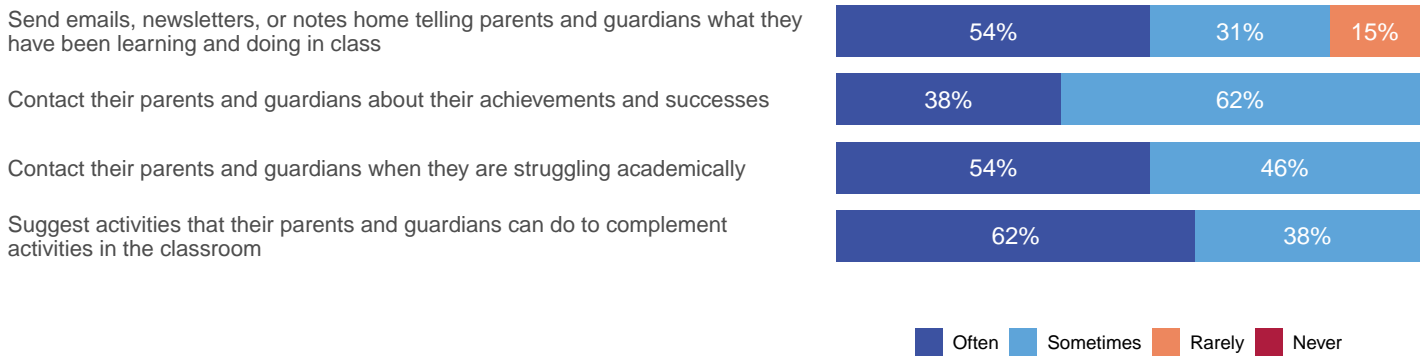 Send emails, newsletters, or notes home telling parents and guardians what they
have been learning and doing in class
54% 31% 15%
Contact their parents and guardians about their achievements and successes
38% 62%
Contact their parents and guardians when they are struggling academically
54% 46%
Suggest activities that their parents and guardians can do to complement
activities in the classroom
62% 38%
Often Sometimes Rarely Never